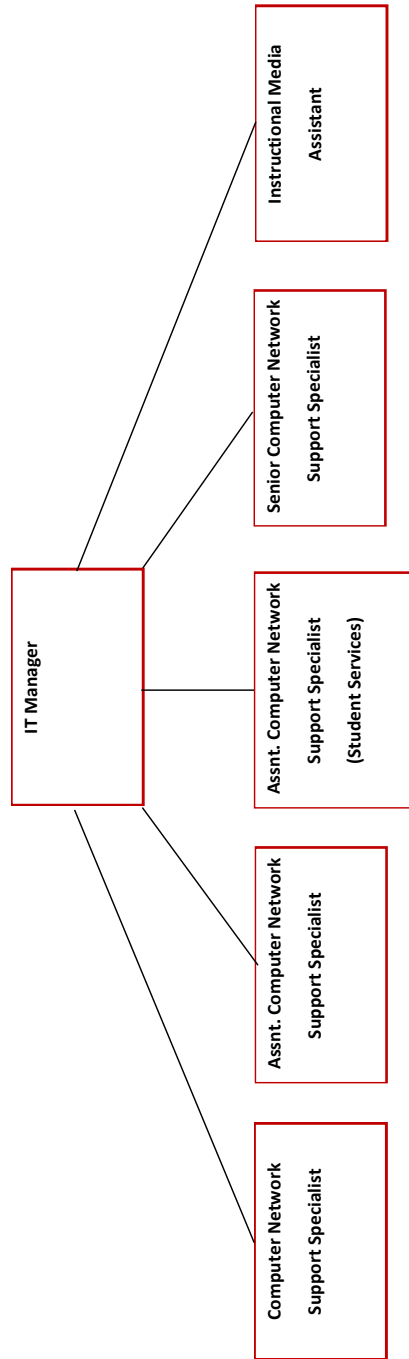 IT Manager
Computer Network
Support Specialist
Assnt. Computer Network
Support Specialist
Assnt. Computer Network
Support Specialist
(Student Services)
Senior Computer Network
Support Specialist
Instructional Media
Assistant